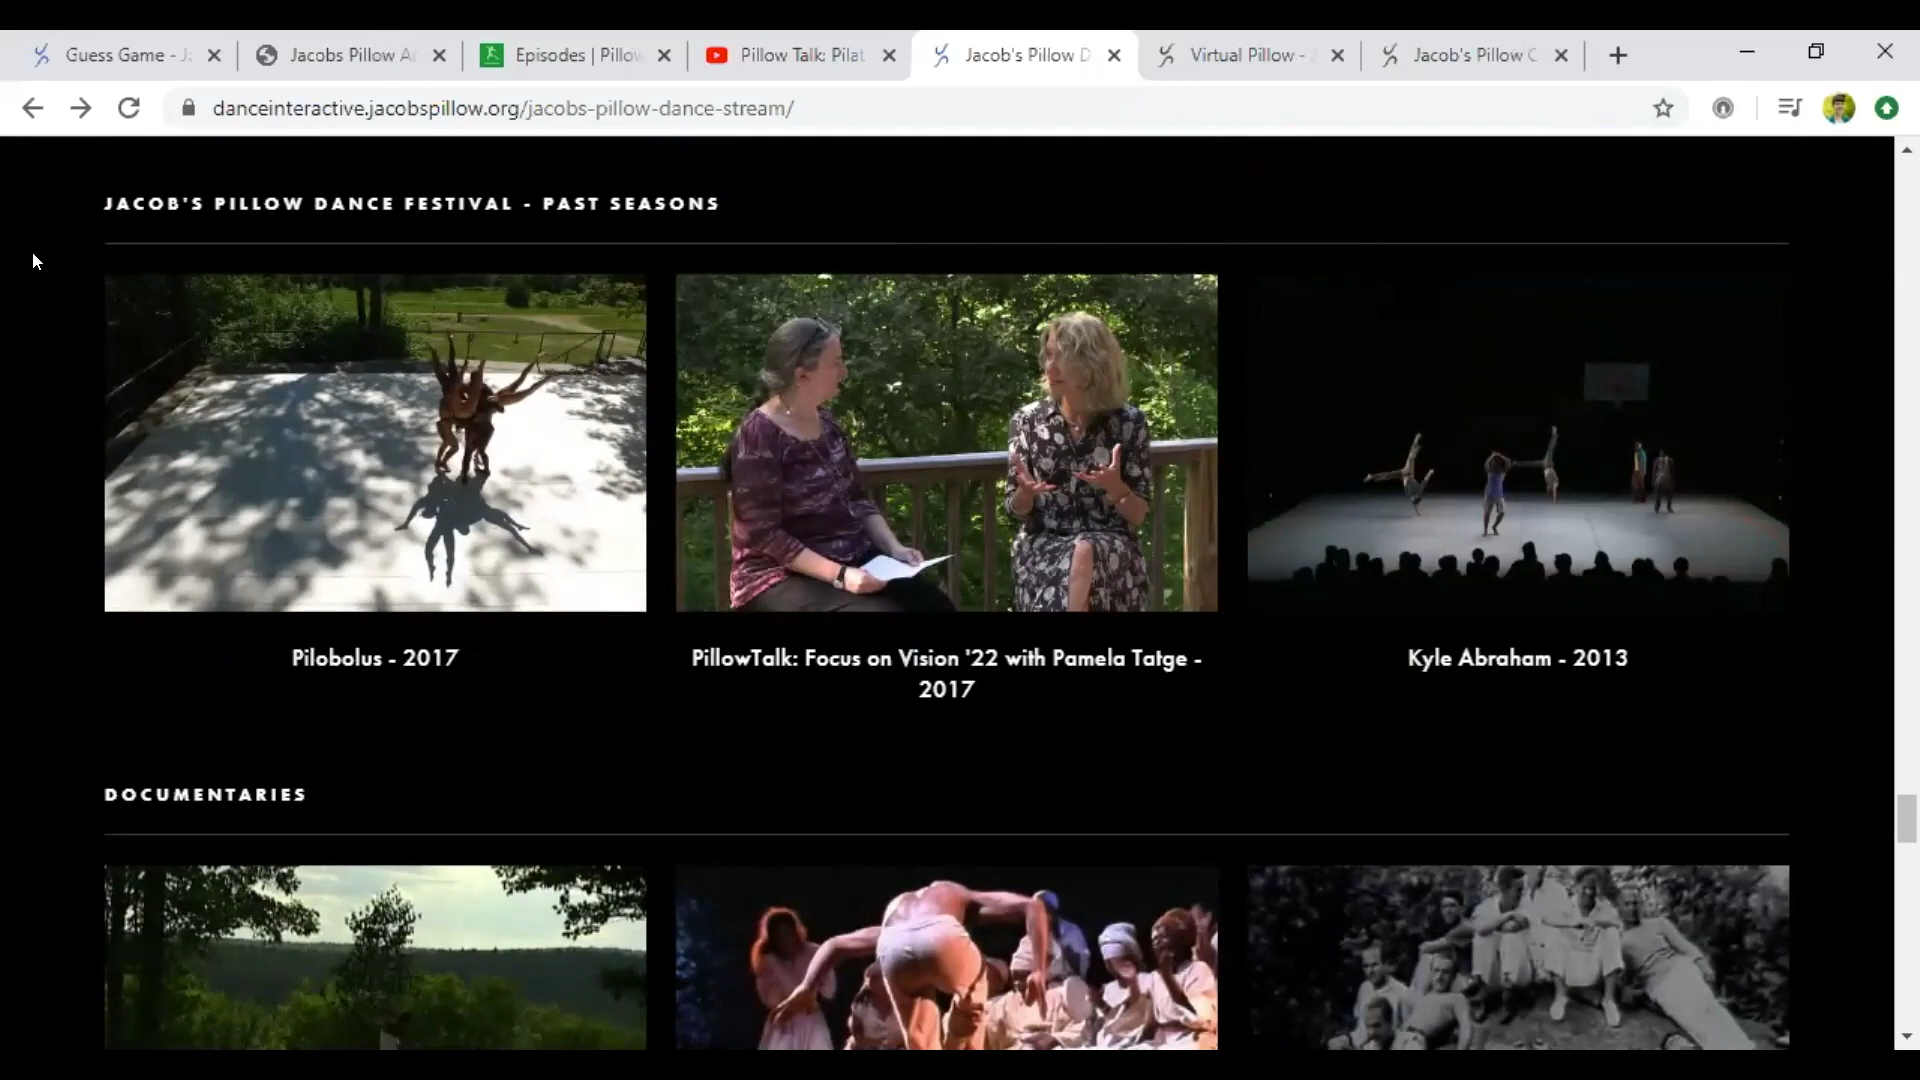 Guess Game - J
Jacobs Pillow Ar
Episodes | Pillow
Pillow Talk: Pilat
Jacob's Pillow D
Virtual Pillow - J
Jacob's Pillow C
danceinteractive.jacobspillow.org/jacobs-pillow-dance-stream/
JACOB'S PILLOW DANCE FESTIVAL - PAST SEASONS
Pilobolus - 2017
PillowTalk: Focus on Vision '22 with Pamela Tatge -
2017
Kyle Abraham - 2013
DOCUMENTARIES